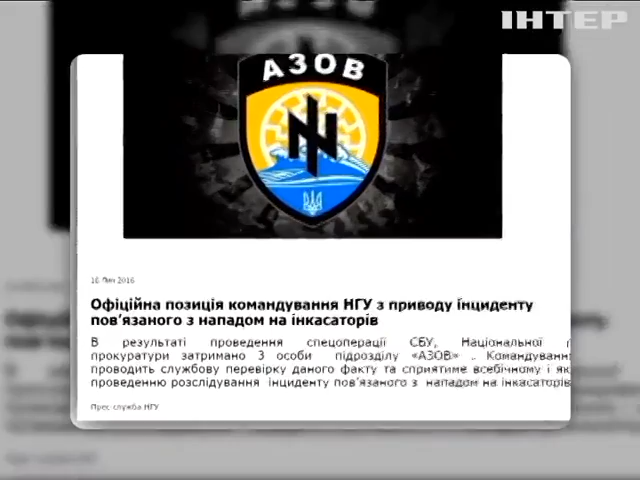 ІНТЕР
АЗОВ
18 Лип 2016
Офіційна позиція командування НГУ з приводу інциденту
пов’язаного з нападом на інкасаторів
В результаті проведення спецоперації СБУ, Національної
прокуратури затримано 3 особи підрозділу «АЗОВ» . Командування
проводить службову перевірку даного факту та сприятиме всебічному і
проведенню розслідування інциденту пов’язаного з нападом на інкасаторів
Прес-служба НГУ